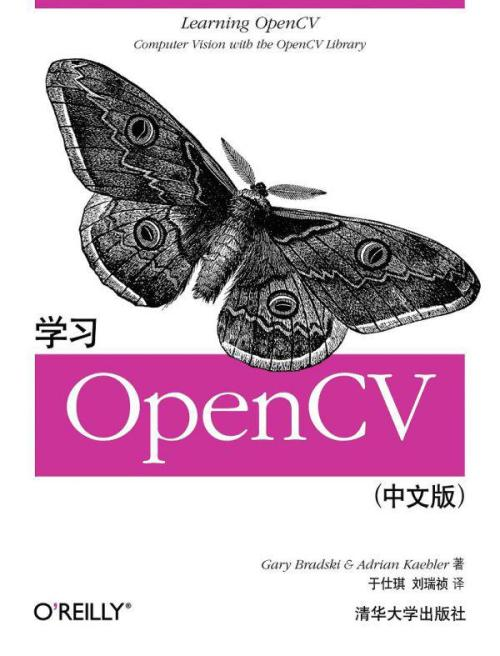 Learning OpenCV
Computer Vision with the OpenCV Library
学习
OpenCV
(中文版)
Gary Bradski & Adrian Kaehler 著
于仕琪 刘瑞祯 译
O'REILLY® 清华大学出版社